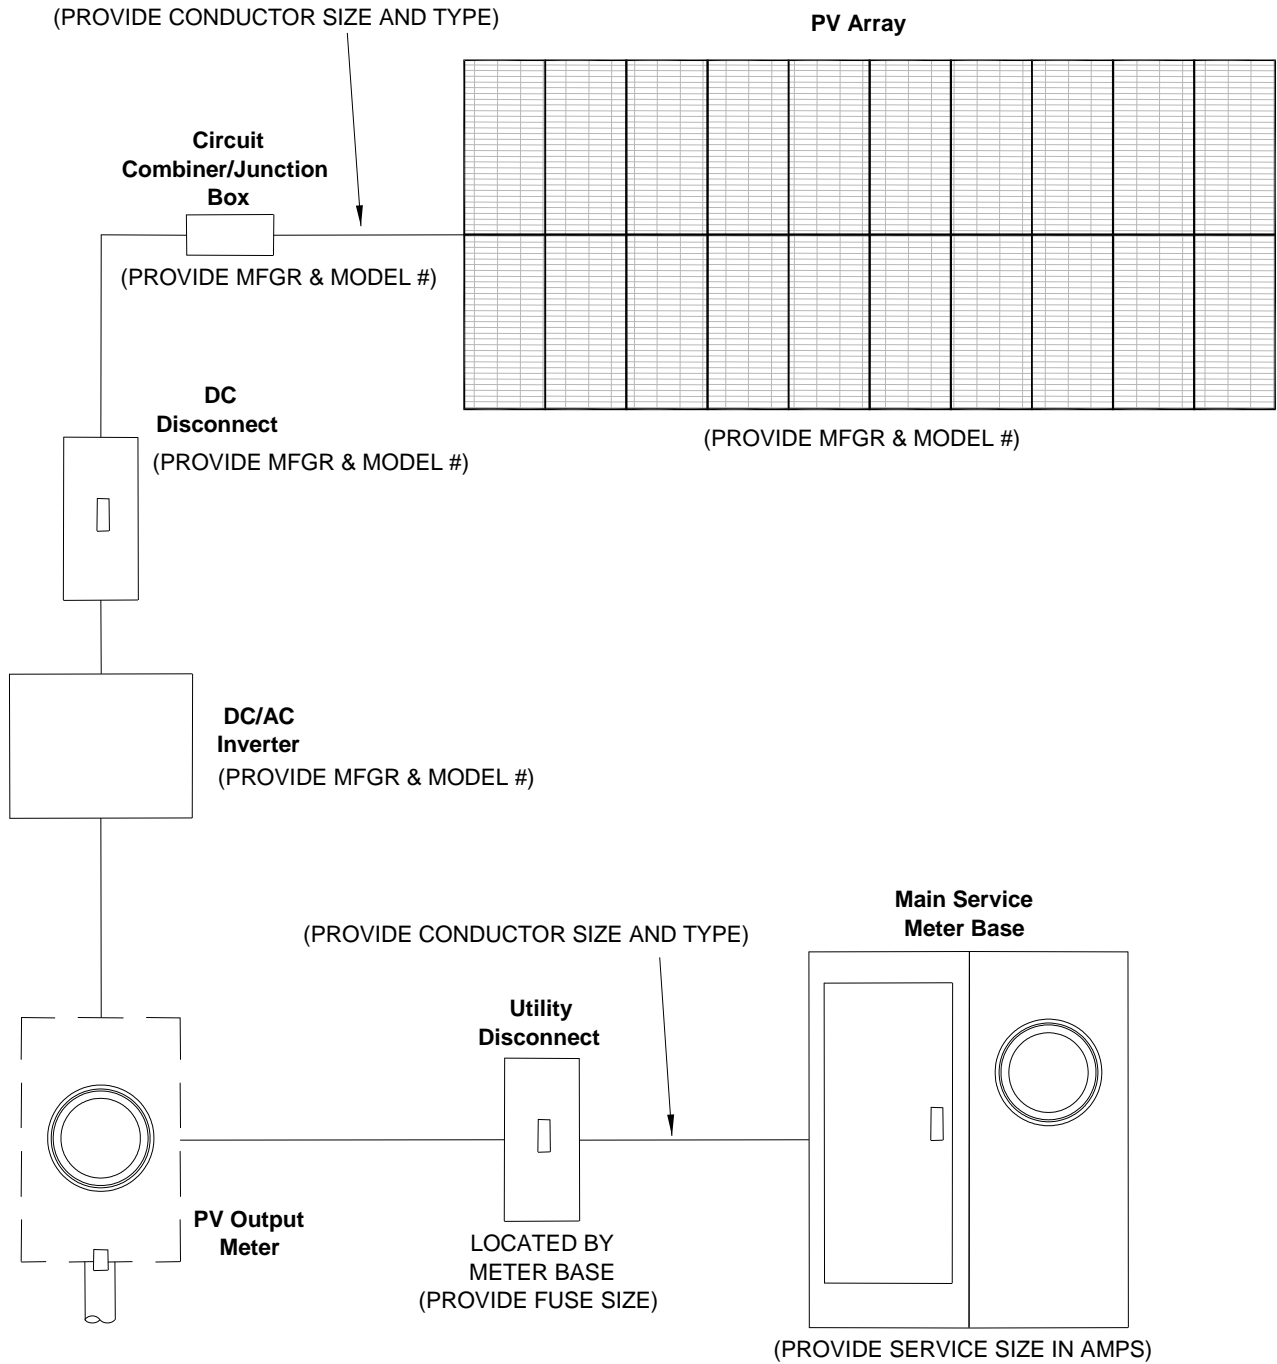 (PROVIDE CONDUCTOR SIZE AND TYPE)
PV Array
Circuit
Combiner/Junction
Box
(PROVIDE MFGR & MODEL #)
DC
Disconnect
(PROVIDE MFGR & MODEL #)
(PROVIDE MFGR & MODEL #)
DC/AC
Inverter
(PROVIDE MFGR & MODEL #)
Main Service
Meter Base
(PROVIDE CONDUCTOR SIZE AND TYPE)
Utility
Disconnect
PV Output
Meter
LOCATED BY
METER BASE
(PROVIDE FUSE SIZE)
(PROVIDE SERVICE SIZE IN AMPS)